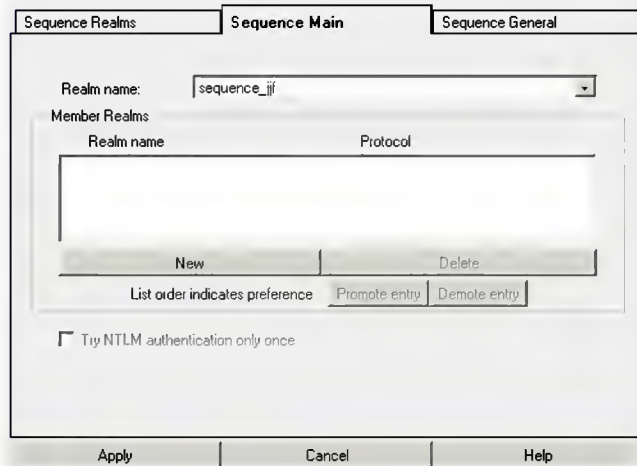 Sequence Realms Sequence Main Sequence General
Realm name: sequence_jjf
Member Realms
Realm name Protocol
New Delete
List order indicates preference Promote entry Demote entry
Try NTLM authentication only once
Apply Cancel Help